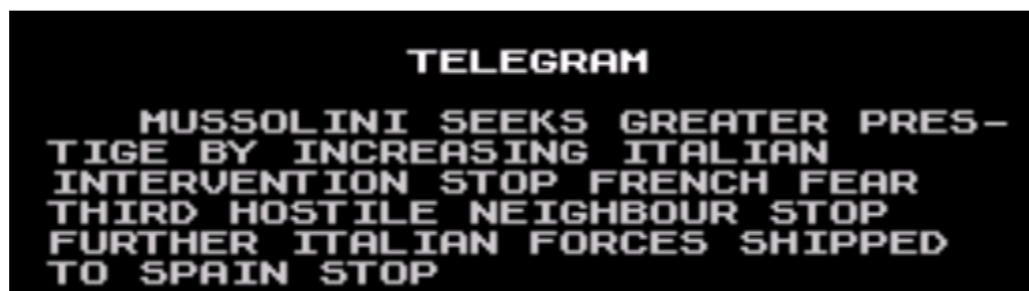 TELEGRAM
MUSSOLINI SEEKS GREATER PRES-
TIGE BY INCREASING ITALIAN
INTERVENTION STOP FRENCH FEAR
THIRD HOSTILE NEIGHBOUR STOP
FURTHER ITALIAN FORCES SHIPPED
TO SPAIN STOP